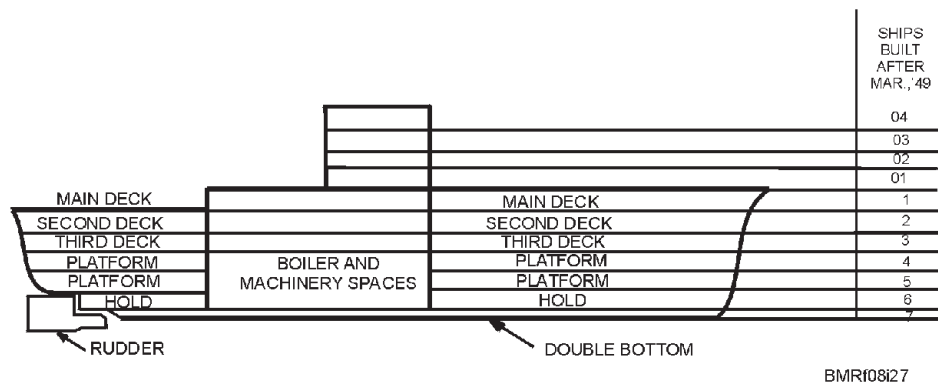 SHIPS
BUILT
AFTER
MAR.,'49
04
03
02
01
MAIN DECK MAIN DECK 1
SECOND DECK SECOND DECK 2
THIRD DECK THIRD DECK 3
PLATFORM BOILER AND PLATFORM 4
PLATFORM MACHINERY SPACES PLATFORM 5
HOLD HOLD 6
7
RUDDER DOUBLE BOTTOM
BMRf08i27